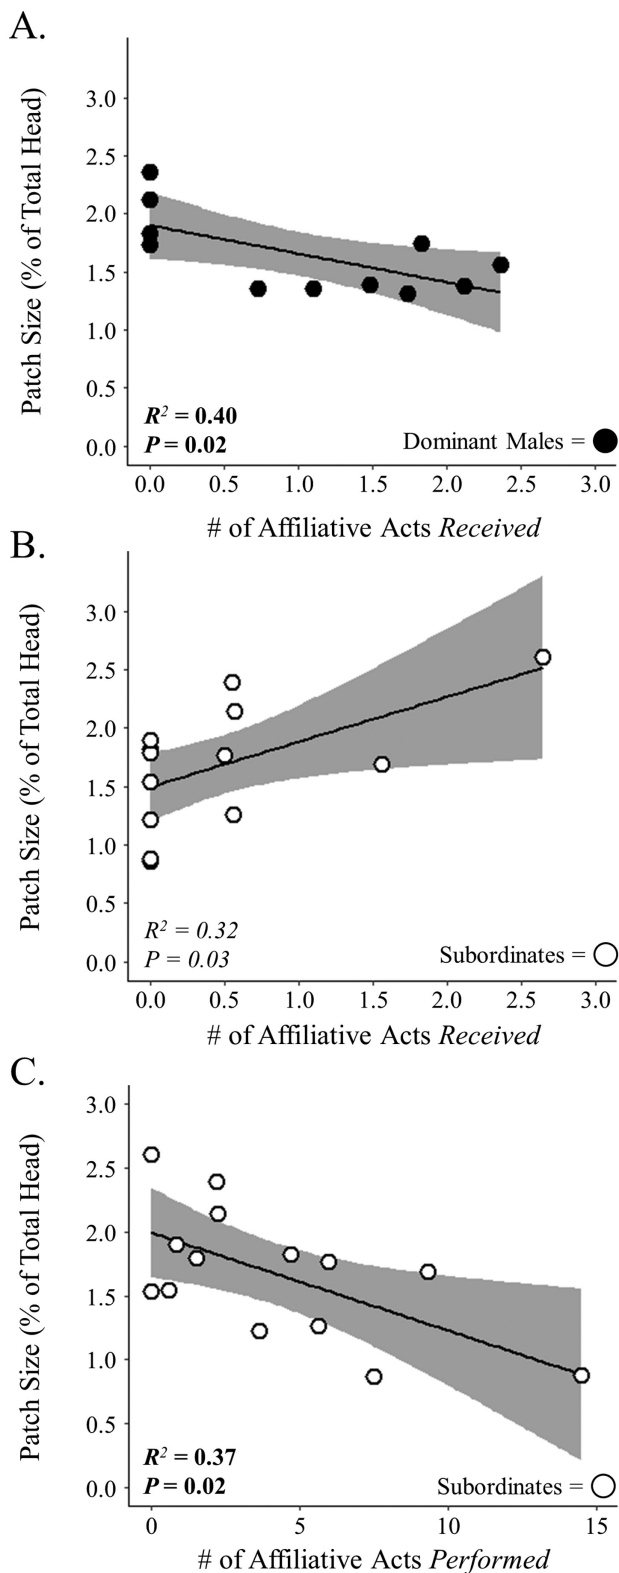 A.
Patch Size (% of Total Head)
3.0
2.5
2.0
1.5
1.0
0.5
0.0
R² = 0.40
P = 0.02
Dominant Males =
0.0 0.5 1.0 1.5 2.0 2.5 3.0
# of Affiliative Acts Received
B.
Patch Size (% of Total Head)
3.0
2.5
2.0
1.5
1.0
0.5
0.0
R² = 0.32
P = 0.03
Subordinates =
0.0 0.5 1.0 1.5 2.0 2.5 3.0
# of Affiliative Acts Received
C.
Patch Size (% of Total Head)
3.0
2.5
2.0
1.5
1.0
0.5
0.0
R² = 0.37
P = 0.02
Subordinates =
0 5 10 15
# of Affiliative Acts Performed